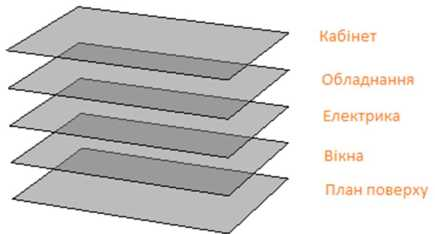 Кабінет
Обладнання
Електрика
Вікна
План поверху